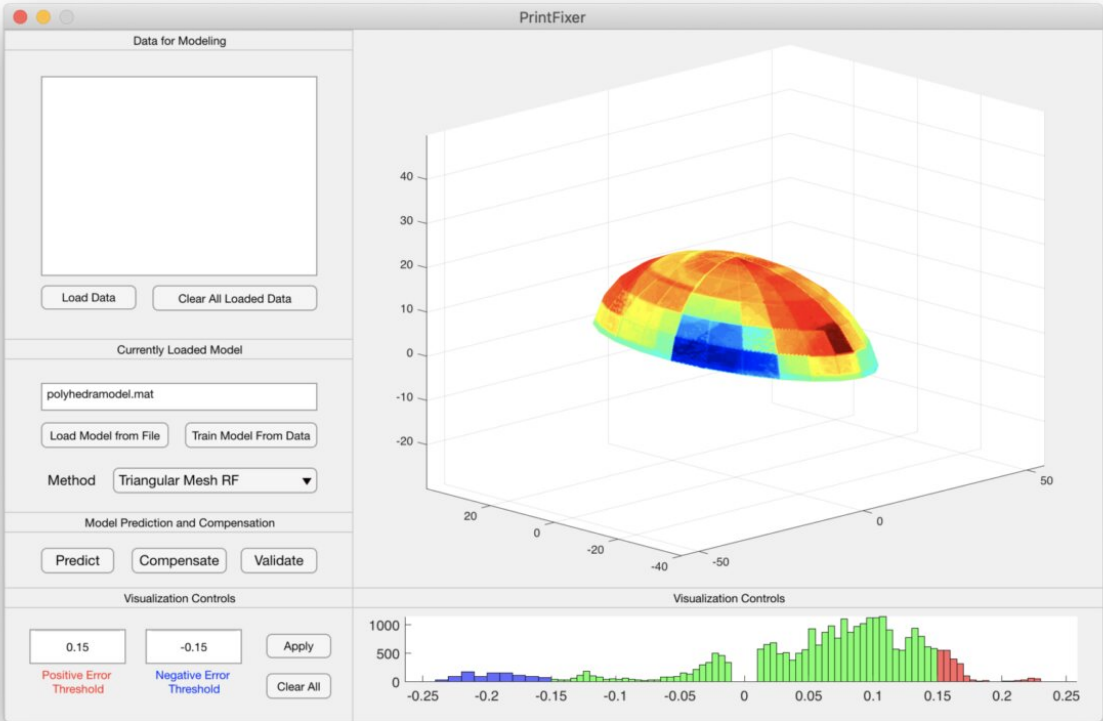 PrintFixer
Data for Modeling
Load Data
Clear All Loaded Data
Currently Loaded Model
polyhedramodel.mat
Load Model from File
Train Model From Data
Method
Triangular Mesh RF
Model Prediction and Compensation
Predict
Compensate
Validate
Visualization Controls
0.15
-0.15
Apply
Positive Error
Threshold
Negative Error
Threshold
Clear All
40
30
20
10
0
-10
-20
20
0
-20
-40
-50
0
50
Visualization Controls
1000
500
0
-0.25 -0.2 -0.15 -0.1 -0.05 0 0.05 0.1 0.15 0.2 0.25